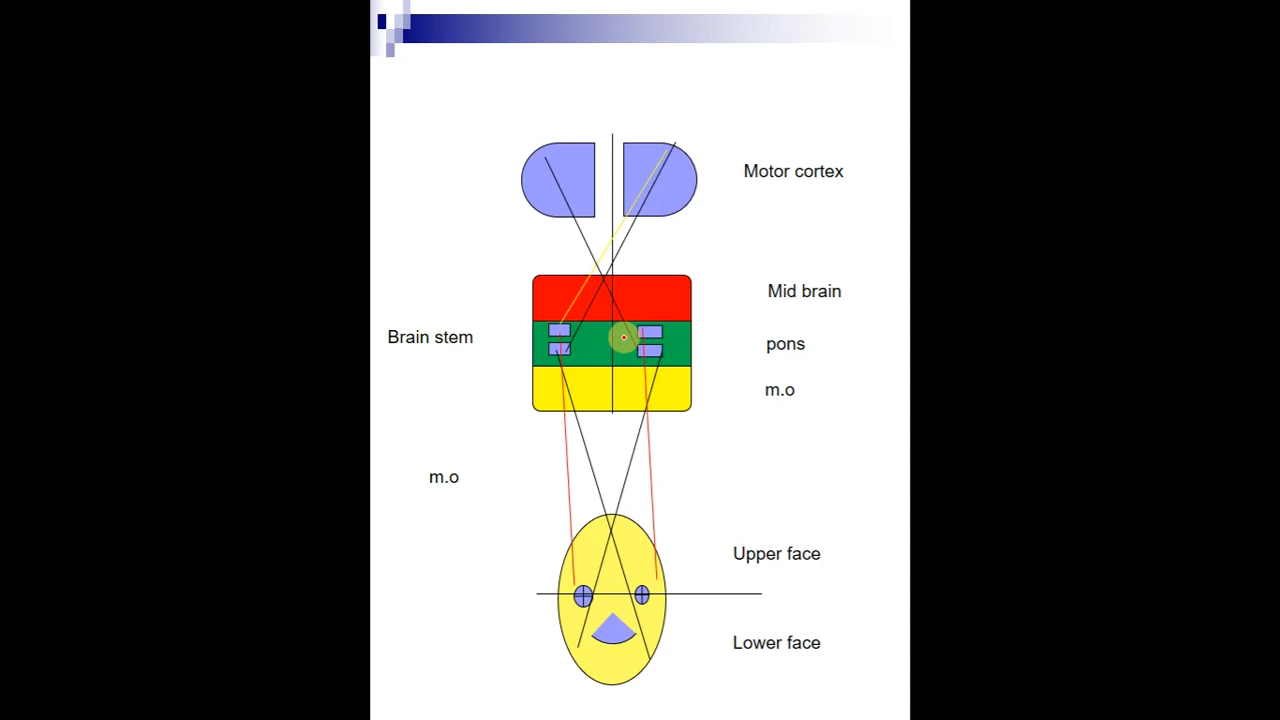 Motor cortex
Mid brain
Brain stem
pons
m.o
m.o
Upper face
Lower face